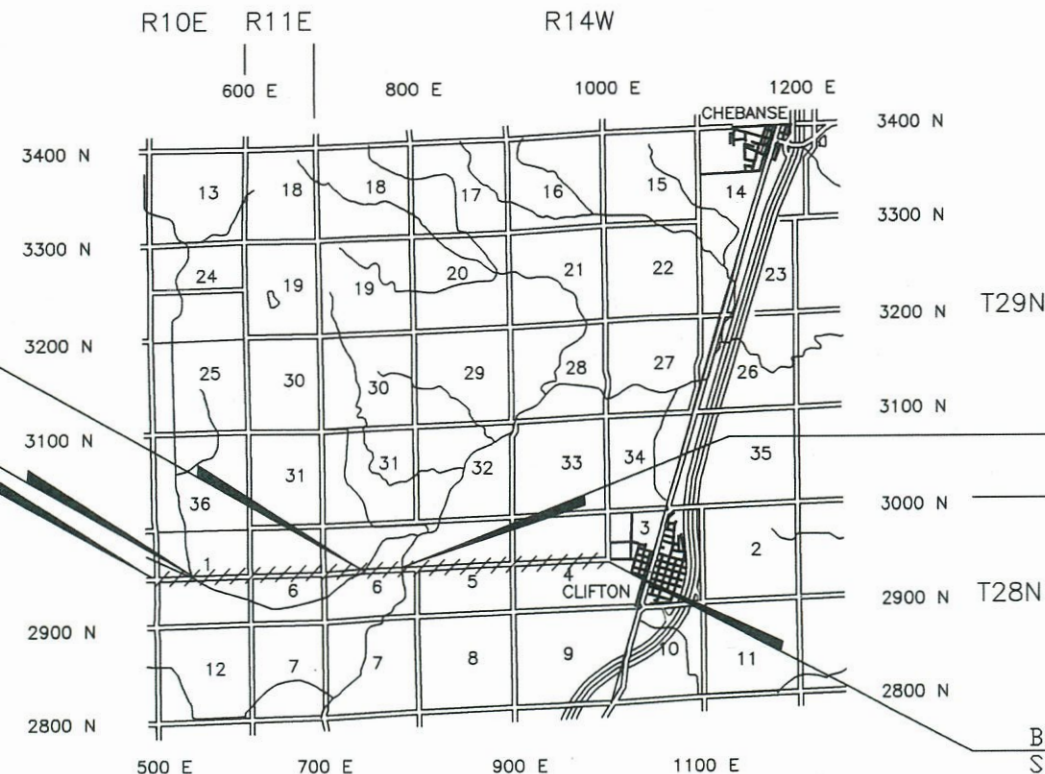 R10E R11E R14W
600 E 800 E 1000 E 1200 E
CHEBANSE
3400 N 3400 N
13 18 18 17 16 15 14
3300 N 3300 N
24 19 19 20 21 22 23
T29N
3200 N 3200 N
25 30 30 29 28 27 26
3100 N 3100 N
36 31 31 32 33 34 35
3000 N 3000 N
1 6 6 5 4 3 2
CLIFTON
2900 N 2900 N
T28N
12 7 7 8 9 10 11
2800 N 2800 N
B
S
500 E 700 E 900 E 1100 E